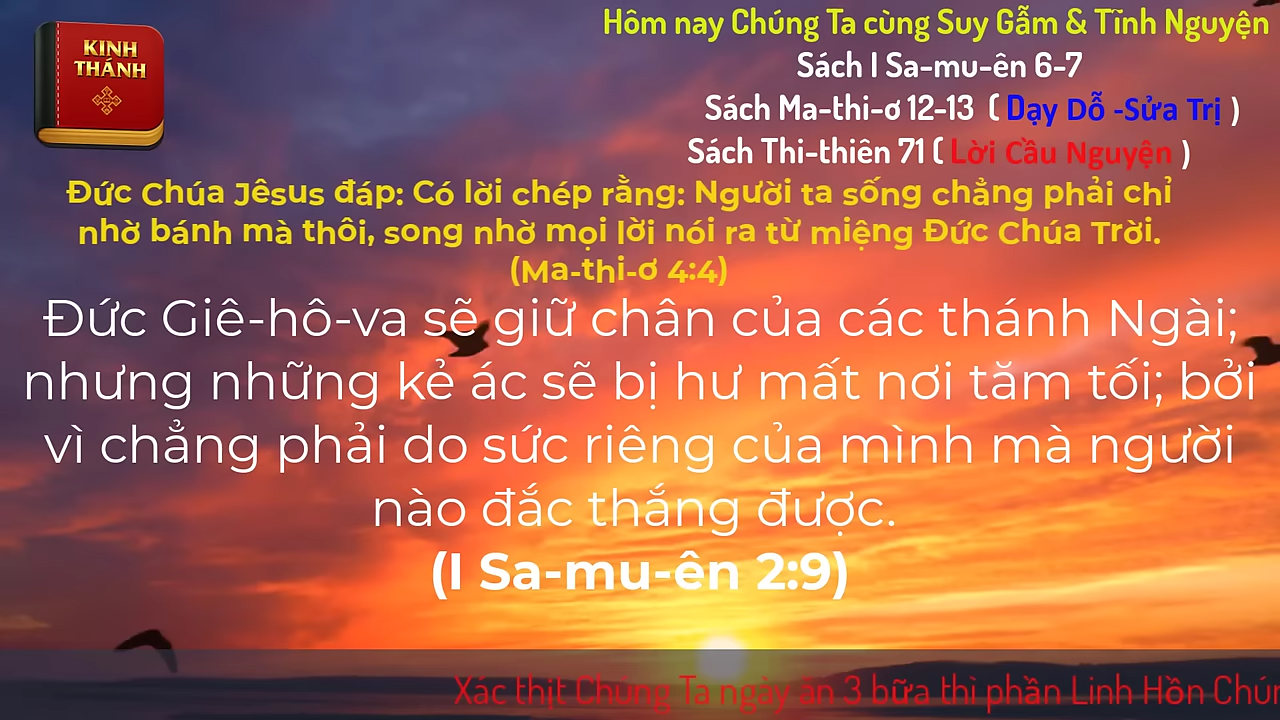 KINH
THÁNH
Hôm nay Chúng Ta cùng Suy Gẫm & Tĩnh Nguyện
Sách I Sa-mu-ên 6-7
Sách Ma-thi-ơ 12-13 ( Dạy Dỗ -Sửa Trị )
Sách Thi-thiên 71 ( Lời Cầu Nguyện )
Đức Chúa Jêsus đáp: Có lời chép rằng: Người ta sống chẳng phải chỉ
nhờ bánh mà thôi, song nhờ mọi lời nói ra từ miệng Đức Chúa Trời.
(Ma-thi-ơ 4:4)
Đức Giê-hô-va sẽ giữ chân của các thánh Ngài;
nhưng những kẻ ác sẽ bị hư mất nơi tăm tối; bởi
vì chẳng phải do sức riêng của mình mà người
nào đắc thắng được.
(I Sa-mu-ên 2:9)
Xác thịt Chúng Ta ngày ăn 3 bữa thì phần Linh Hồn